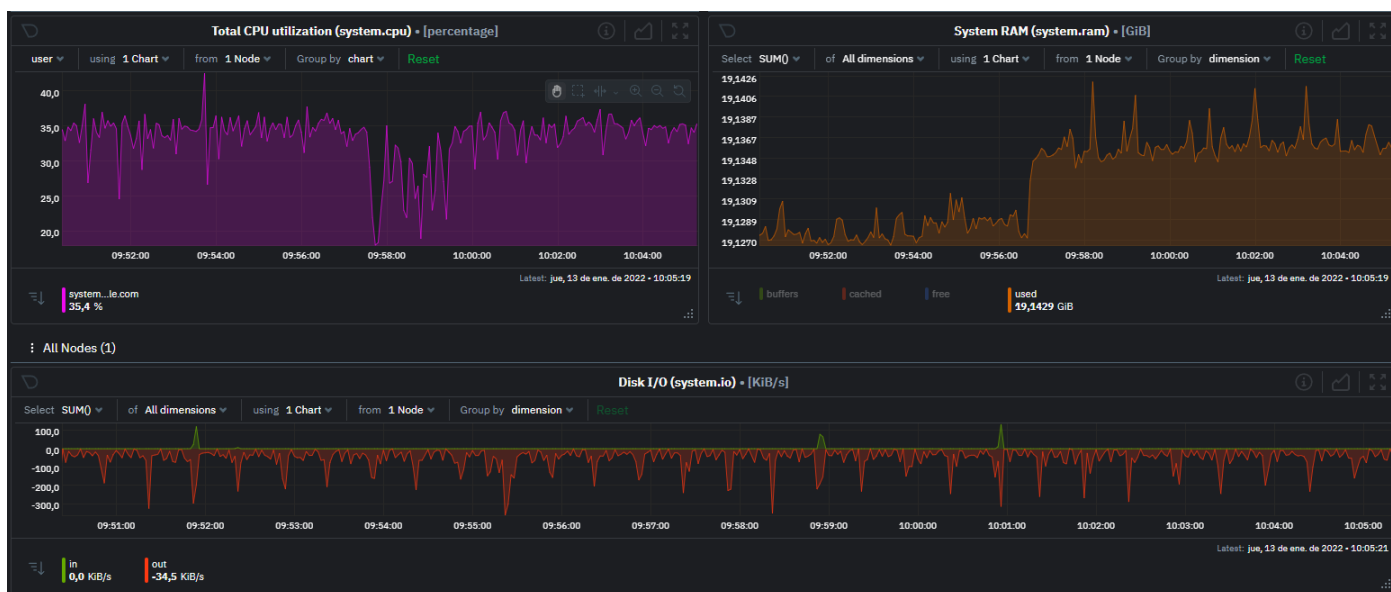 Total CPU utilization (system.cpu) • [percentage]
user using 1 Chart from 1 Node Group by chart Reset
40,0
35,0
30,0
25,0
20,0
09:52:00 09:54:00 09:56:00 09:58:00 10:00:00 10:02:00 10:04:00
Latest: jue, 13 de ene. de 2022 • 10:05:19
system...le.com
35,4 %
System RAM (system.ram) • [GiB]
Select SUM() of All dimensions using 1 Chart from 1 Node Group by dimension Reset
19,1426
19,1406
19,1387
19,1367
19,1348
19,1328
19,1309
19,1289
19,1270
09:52:00 09:54:00 09:56:00 09:58:00 10:00:00 10:02:00 10:04:00
Latest: jue, 13 de ene. de 2022 • 10:05:19
buffers cached free used
19,1429 GiB
All Nodes (1)
Disk I/O (system.io) • [KiB/s]
Select SUM() of All dimensions using 1 Chart from 1 Node Group by dimension Reset
100,0
0,0
-100,0
-200,0
-300,0
09:51:00 09:52:00 09:53:00 09:54:00 09:55:00 09:56:00 09:57:00 09:58:00 09:59:00 10:00:00 10:01:00 10:02:00 10:03:00 10:04:00 10:05:00
Latest: jue, 13 de ene. de 2022 • 10:05:21
in out
0,0 KiB/s -34,5 KiB/s